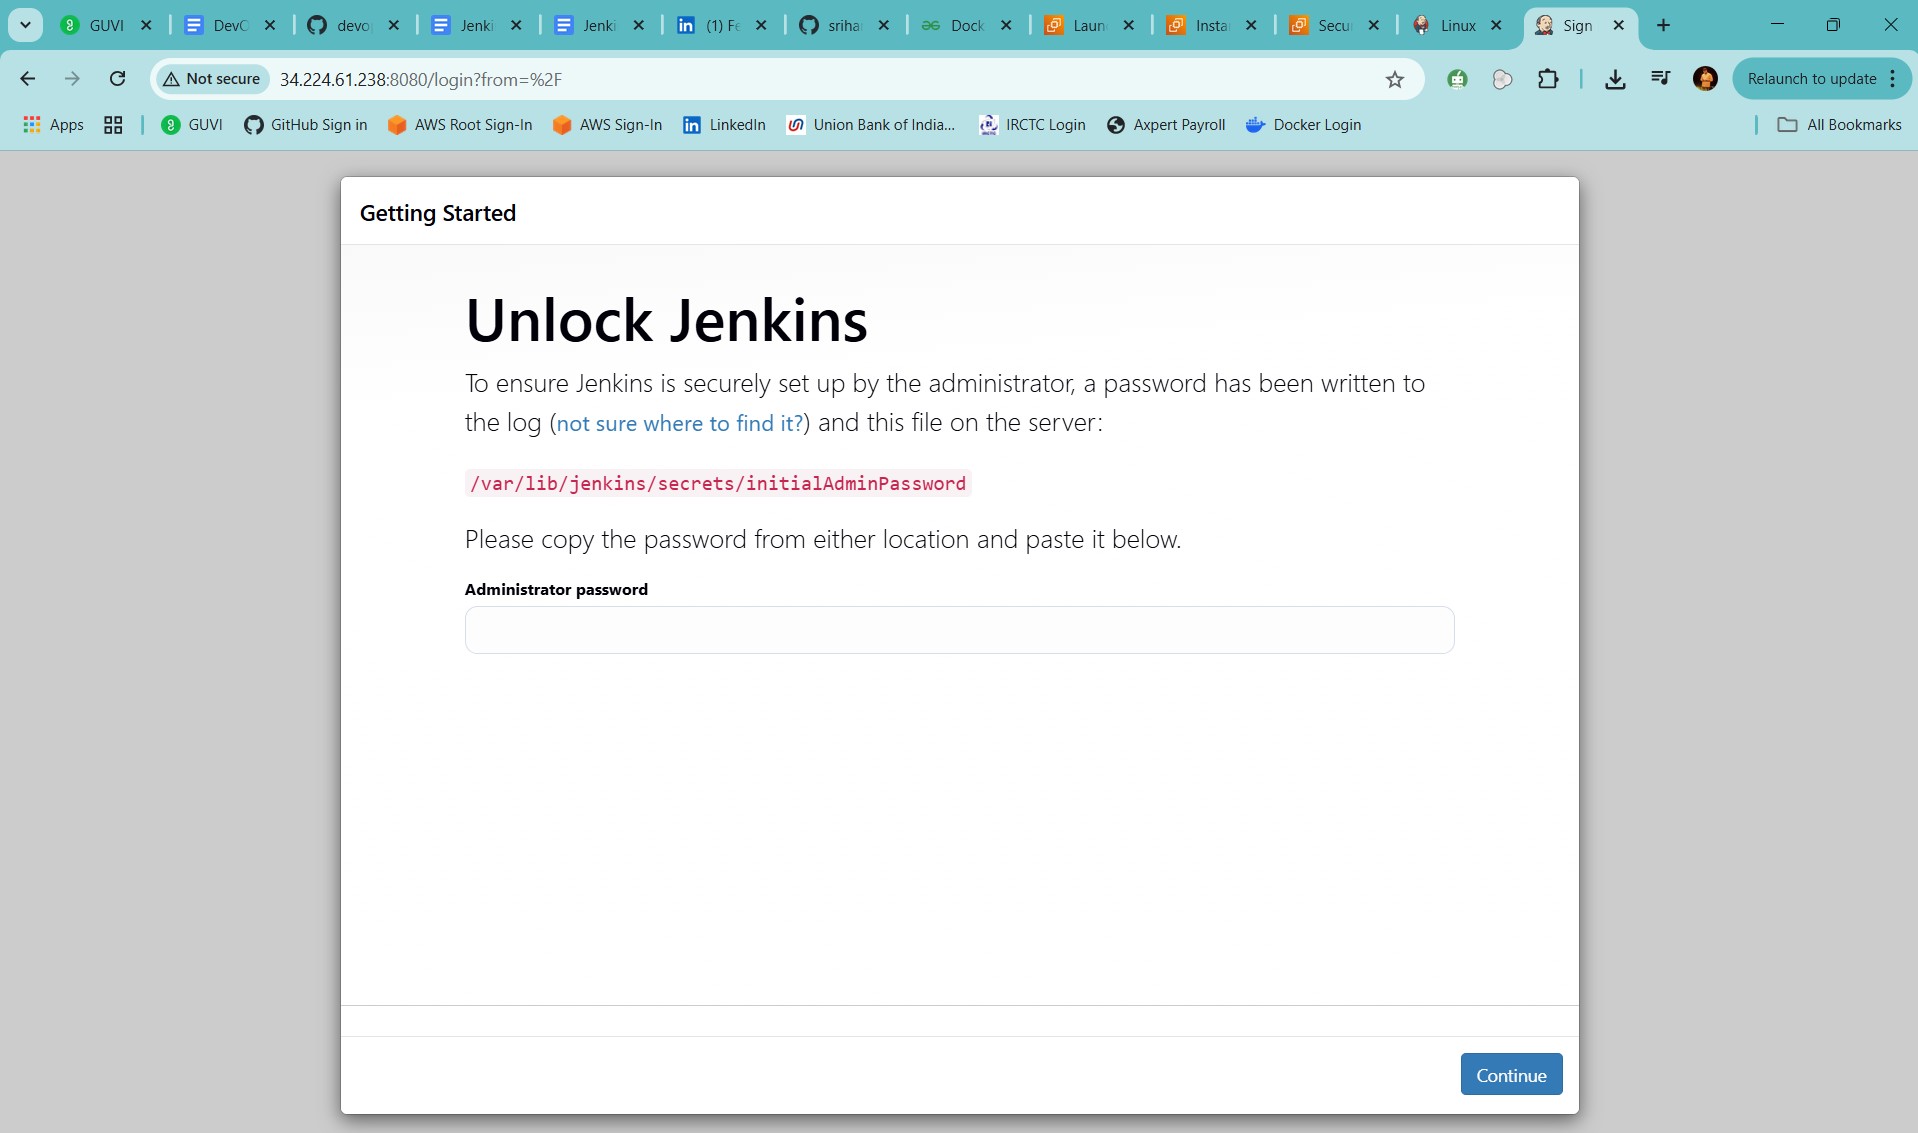 GUVI
DevO
devo
Jenki
Jenki
(1) Fe
sriha
Dock
Laun
Insta
Secu
Linux
Sign
Not secure
34.224.61.238:8080/login?from=%2F
Relaunch to update
Apps
GUVI
GitHub Sign in
AWS Root Sign-In
AWS Sign-In
LinkedIn
Union Bank of India...
IRCTC Login
Axpert Payroll
Docker Login
All Bookmarks
Getting Started
Unlock Jenkins
To ensure Jenkins is securely set up by the administrator, a password has been written to
the log (not sure where to find it?) and this file on the server:
/var/lib/jenkins/secrets/initialAdminPassword
Please copy the password from either location and paste it below.
Administrator password
Continue